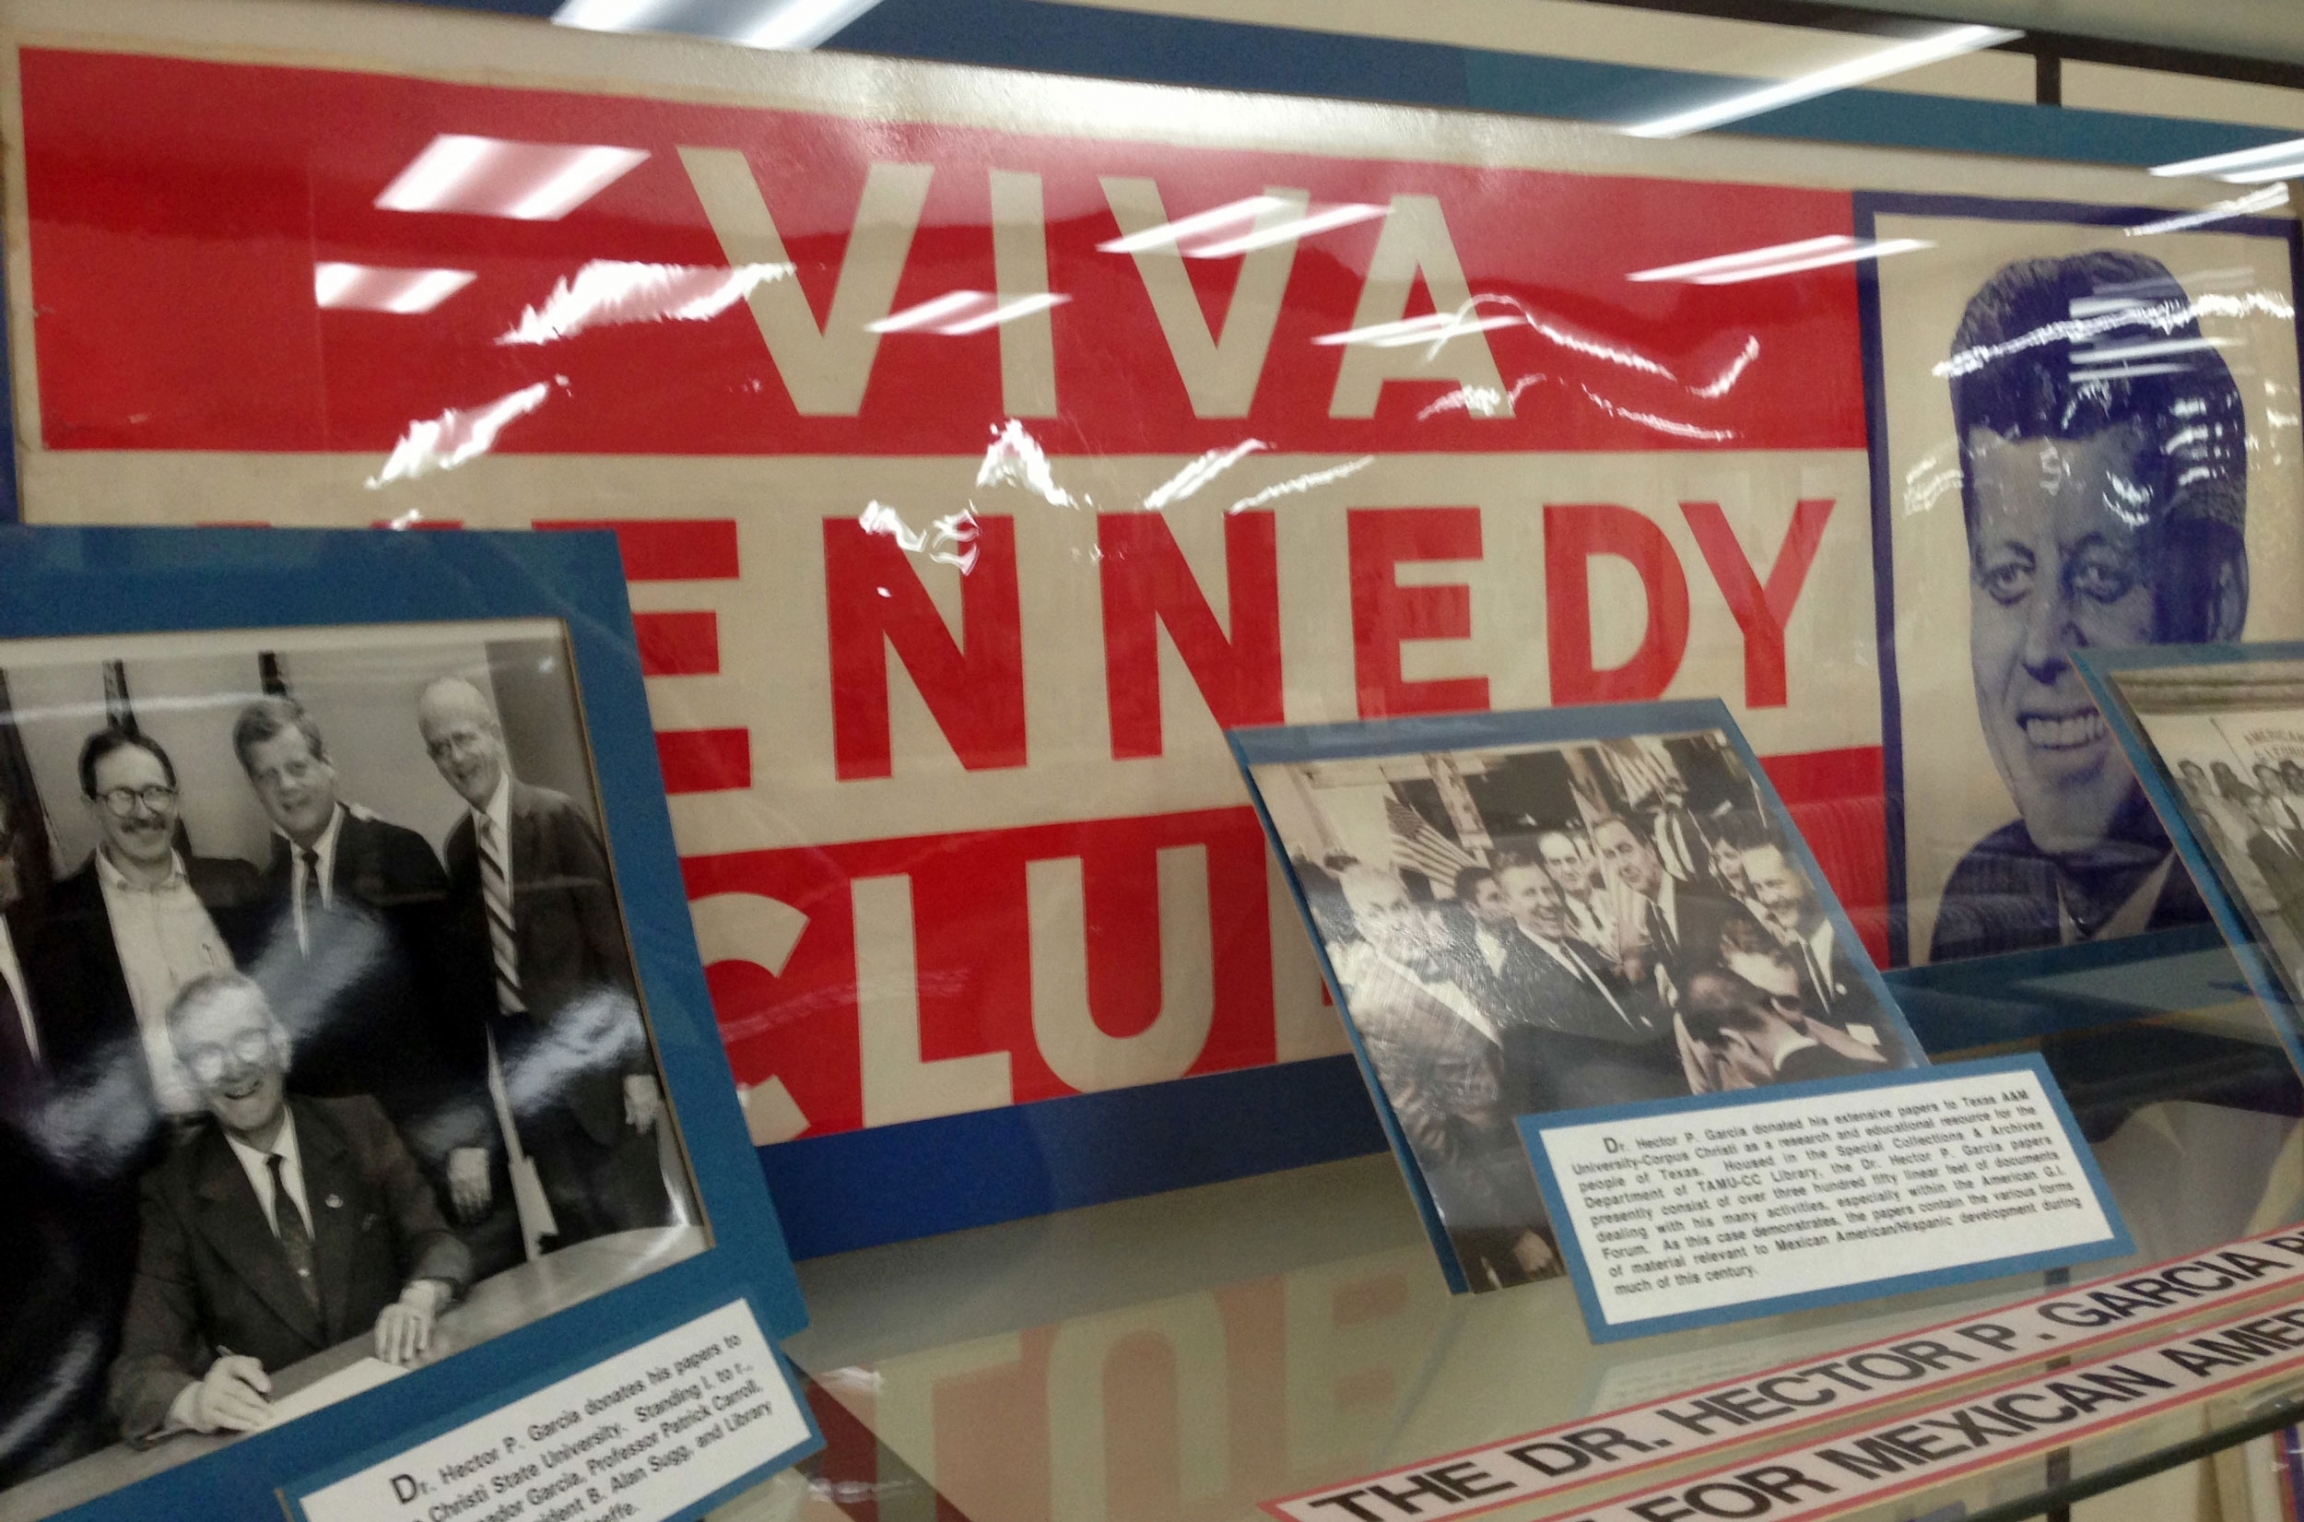 VIVA
ENNEDY
CLU
AMERICAN
Dr. Hector P. Garcia donated his extensive papers to Texas A&M
University-Corpus Christi as a research and educational resource for the
people of Texas. Housed in the Special Collections & Archives
Department of TAMU-CC Library, the Dr. Hector P. Garcia papers
presently consist of over three hundred fifty linear feet of documents
dealing with his many activities, especially within the American G.I.
Forum. As this case demonstrates, the papers contain the various forms
of material relevant to Mexican American/Hispanic development during
much of this century.
Dr. Hector P. Garcia donates his papers to
Christi State University. Standing l. to r.,
Garcia, Professor Patrick Carroll,
B. Alan Sugg, and Library
THE DR. HECTOR P. GARCIA
FOR MEXICAN AMER